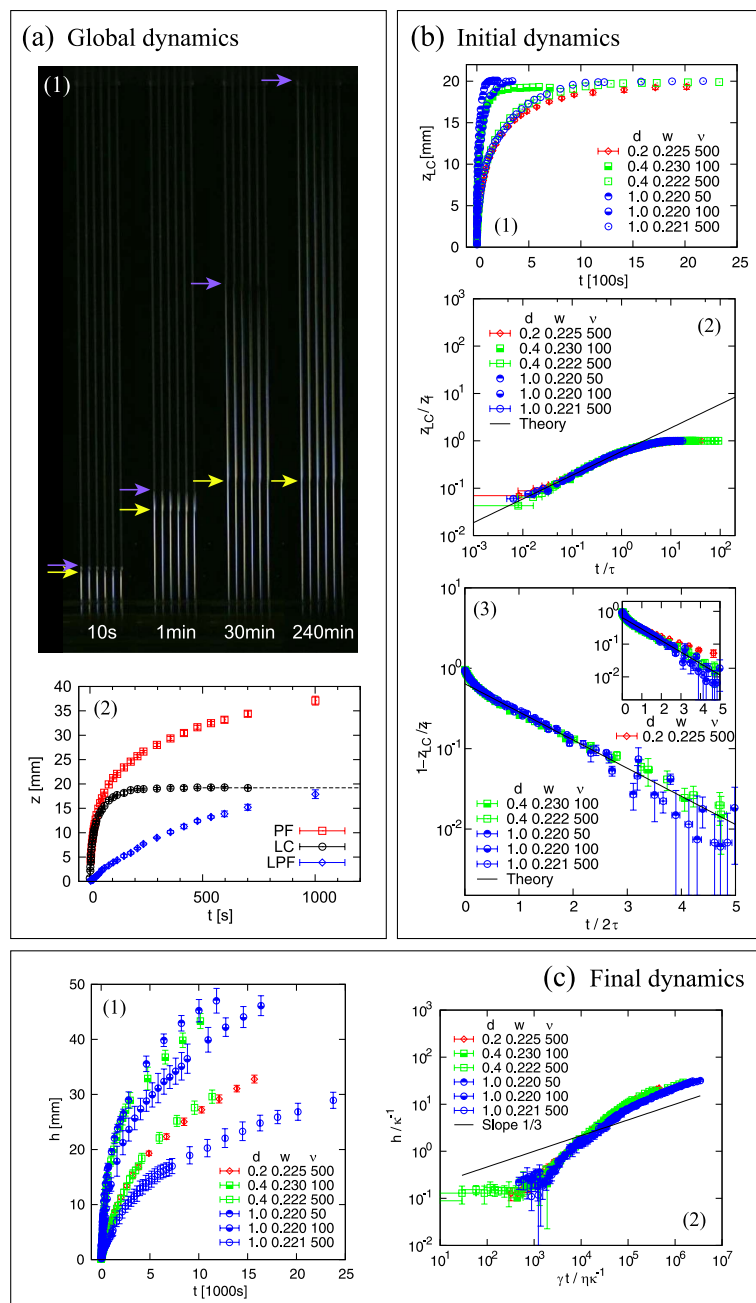 (a) Global dynamics
(1)
10s 1min 30min 240min
(2)
40
35
30
25
20
15
10
5
0
z [mm]
PF
LC
LPF
0 500 1000
t [s]
(b) Initial dynamics
20
15
10
5
0
z_LC [mm]
d w ν
0.2 0.225 500
0.4 0.230 100
0.4 0.222 500
1.0 0.220 50
1.0 0.220 100
1.0 0.221 500
(1)
0 5 10 15 20 25
t [100s]
10^3
10^2
10^1
10^0
10^-1
10^-2
z_LC / z_f
d w ν
0.2 0.225 500
0.4 0.230 100
0.4 0.222 500
1.0 0.220 50
1.0 0.220 100
1.0 0.221 500
Theory
(2)
10^-3 10^-2 10^-1 10^0 10^1 10^2
t / τ
(3)
1
10^0
10^-1
10^-2
1-z_LC / z_f
10^0
10^-1
10^-2
0 1 2 3 4 5
d w ν
0.2 0.225 500
d w ν
0.4 0.230 100
0.4 0.222 500
1.0 0.220 50
1.0 0.220 100
1.0 0.221 500
Theory
0 1 2 3 4 5
t / 2τ
(c) Final dynamics
(1)
50
40
30
20
10
0
h [mm]
d w ν
0.2 0.225 500
0.4 0.230 100
0.4 0.222 500
1.0 0.220 50
1.0 0.220 100
1.0 0.221 500
0 5 10 15 20 25
t [1000s]
10^4
10^3
10^2
10^1
10^0
10^-1
10^-2
h / κ^-1
d w ν
0.2 0.225 500
0.4 0.230 100
0.4 0.222 500
1.0 0.220 50
1.0 0.220 100
1.0 0.221 500
Slope 1/3
(2)
10^1 10^2 10^3 10^4 10^5 10^6 10^7
γ t / ηκ^-1